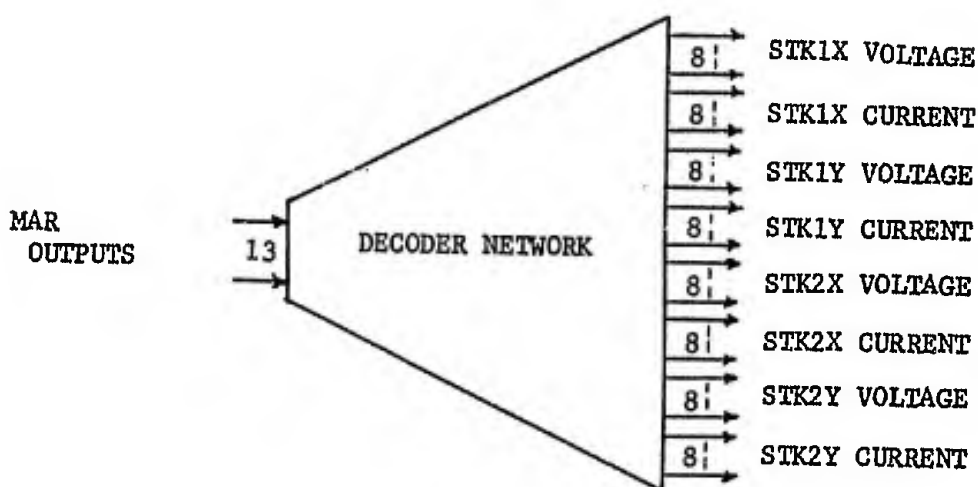 MAR
OUTPUTS
13
DECODER NETWORK
8 STK1X VOLTAGE
8 STK1X CURRENT
8 STK1Y VOLTAGE
8 STK1Y CURRENT
8 STK2X VOLTAGE
8 STK2X CURRENT
8 STK2Y VOLTAGE
8 STK2Y CURRENT